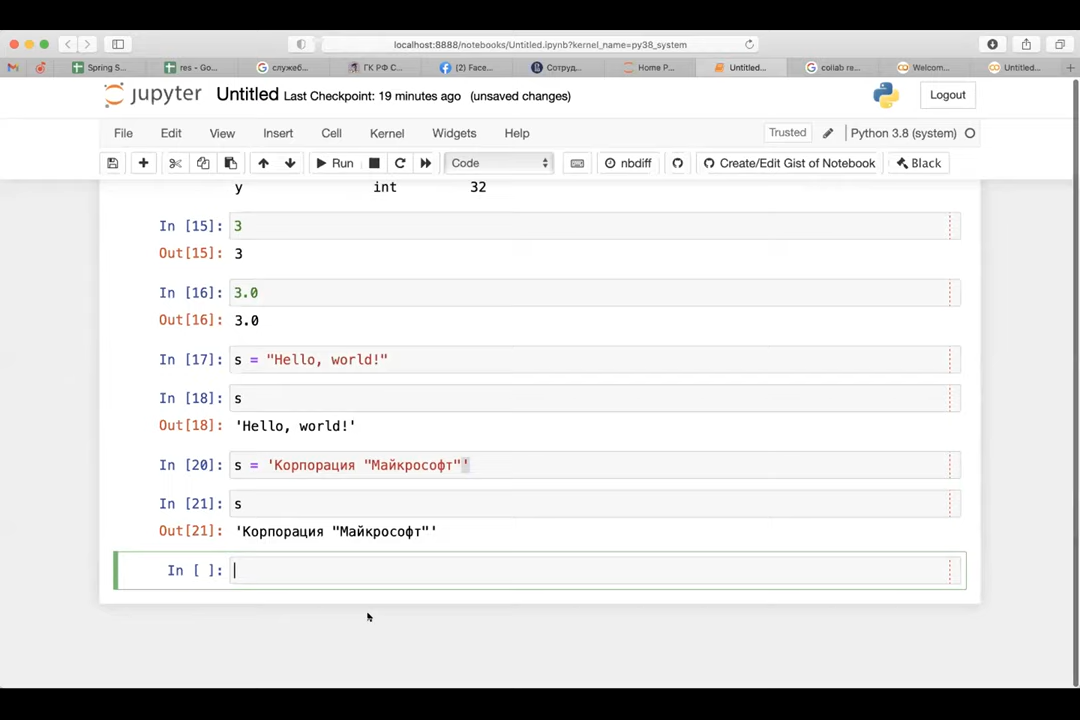 localhost:8888/notebooks/Untitled.ipynb?kernel_name=py38_system
Spring S... res - Go... служеб... ГК РФ С... (2) Face... Сотруд... Home P... Untitled... collab re... Welcom... Untitled...
jupyter Untitled Last Checkpoint: 19 minutes ago (unsaved changes) Logout
File Edit View Insert Cell Kernel Widgets Help Trusted Python 3.8 (system)
Run Code nbdiff Create/Edit Gist of Notebook Black
y int 32
In [15]: 3
Out[15]: 3
In [16]: 3.0
Out[16]: 3.0
In [17]: s = "Hello, world!"
In [18]: s
Out[18]: 'Hello, world!'
In [20]: s = 'Корпорация "Майкрософт"'
In [21]: s
Out[21]: 'Корпорация "Майкрософт"'
In [ ]: